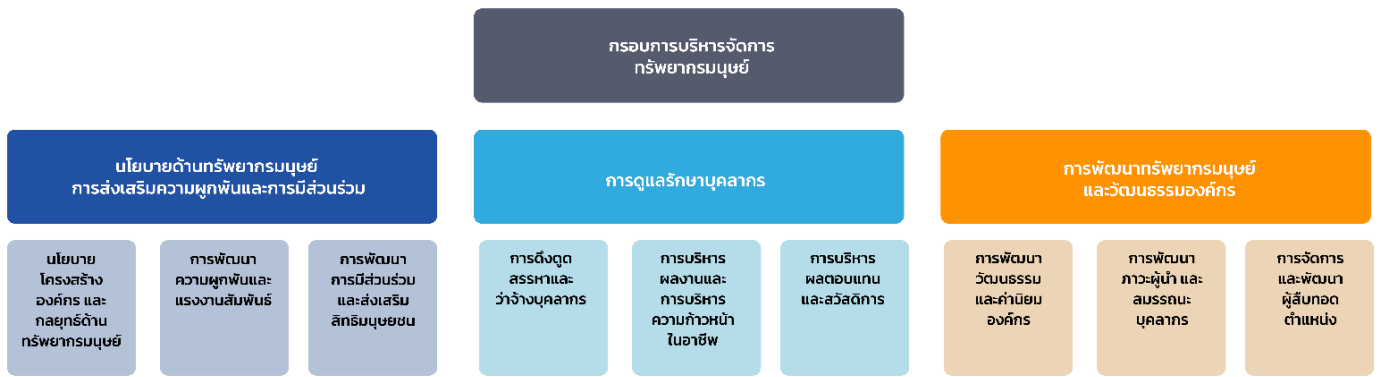 กรอบการบริหารจัดการ
ทรัพยากรมนุษย์
นโยบายด้านทรัพยากรมนุษย์
การส่งเสริมความผูกพันและการมีส่วนร่วม
การดูแลรักษาบุคลากร
การพัฒนาทรัพยากรมนุษย์
และวัฒนธรรมองค์กร
นโยบาย
โครงสร้าง
องค์กร และ
กลยุทธ์ด้าน
ทรัพยากรมนุษย์
การพัฒนา
ความผูกพันและ
แรงงานสัมพันธ์
การพัฒนา
การมีส่วนร่วม
และส่งเสริม
สิทธิมนุษยชน
การดึงดูด
สรรหาและ
ว่าจ้างบุคลากร
การบริหาร
ผลงานและ
การบริหาร
ความก้าวหน้า
ในอาชีพ
การบริหาร
ผลตอบแทน
และสวัสดิการ
การพัฒนา
วัฒนธรรม
และค่านิยม
องค์กร
การพัฒนา
ภาวะผู้นำ และ
สมรรถนะ
บุคลากร
การจัดการ
และพัฒนา
ผู้สืบทอด
ตำแหน่ง